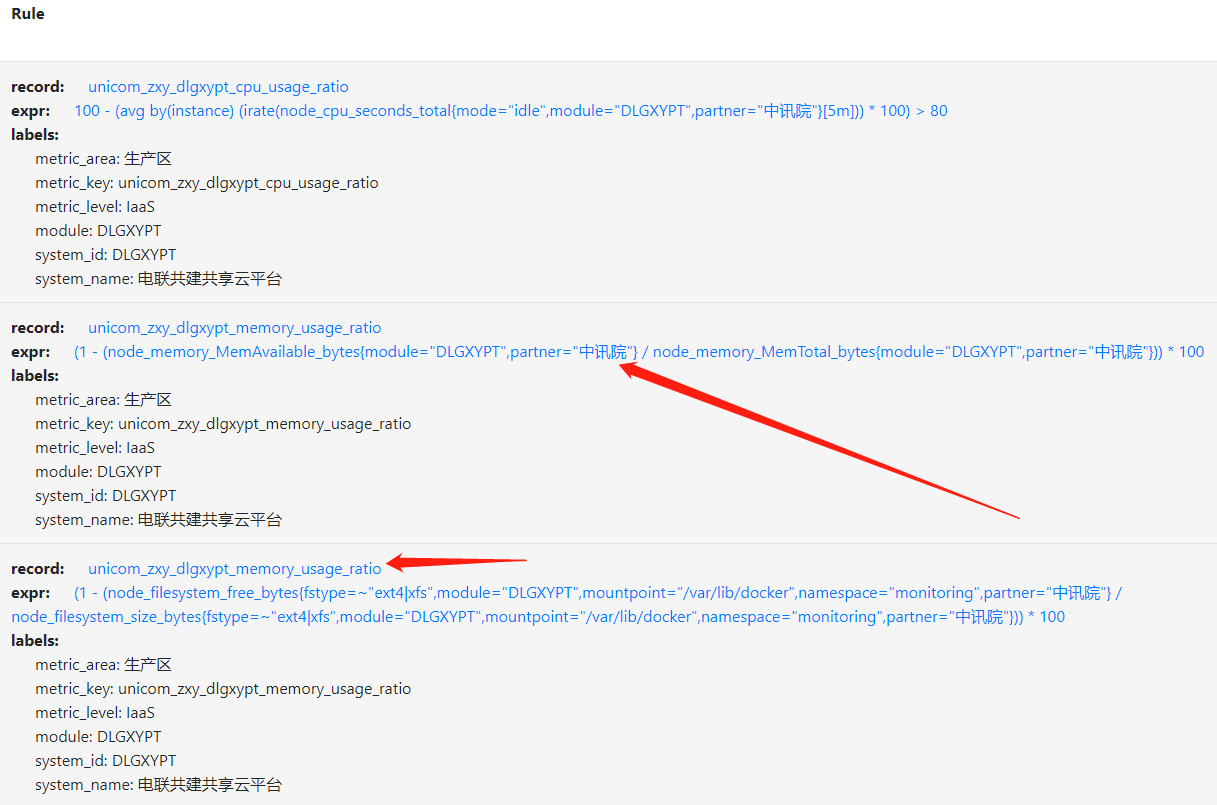 Rule
record: unicom_zxy_dlgxypt_cpu_usage_ratio
expr: 100 - (avg by(instance) (irate(node_cpu_seconds_total{mode="idle",module="DLGXYPT",partner="中讯院"}[5m])) * 100) > 80
labels:
metric_area: 生产区
metric_key: unicom_zxy_dlgxypt_cpu_usage_ratio
metric_level: IaaS
module: DLGXYPT
system_id: DLGXYPT
system_name: 电联共建共享云平台
record: unicom_zxy_dlgxypt_memory_usage_ratio
expr: (1 - (node_memory_MemAvailable_bytes{module="DLGXYPT",partner="中讯院"} / node_memory_MemTotal_bytes{module="DLGXYPT",partner="中讯院"})) * 100
labels:
metric_area: 生产区
metric_key: unicom_zxy_dlgxypt_memory_usage_ratio
metric_level: IaaS
module: DLGXYPT
system_id: DLGXYPT
system_name: 电联共建共享云平台
record: unicom_zxy_dlgxypt_memory_usage_ratio
expr: (1 - (node_filesystem_free_bytes{fstype=~"ext4|xfs",module="DLGXYPT",mountpoint="/var/lib/docker",namespace="monitoring",partner="中讯院"} /
node_filesystem_size_bytes{fstype=~"ext4|xfs",module="DLGXYPT",mountpoint="/var/lib/docker",namespace="monitoring",partner="中讯院"})) * 100
labels:
metric_area: 生产区
metric_key: unicom_zxy_dlgxypt_memory_usage_ratio
metric_level: IaaS
module: DLGXYPT
system_id: DLGXYPT
system_name: 电联共建共享云平台